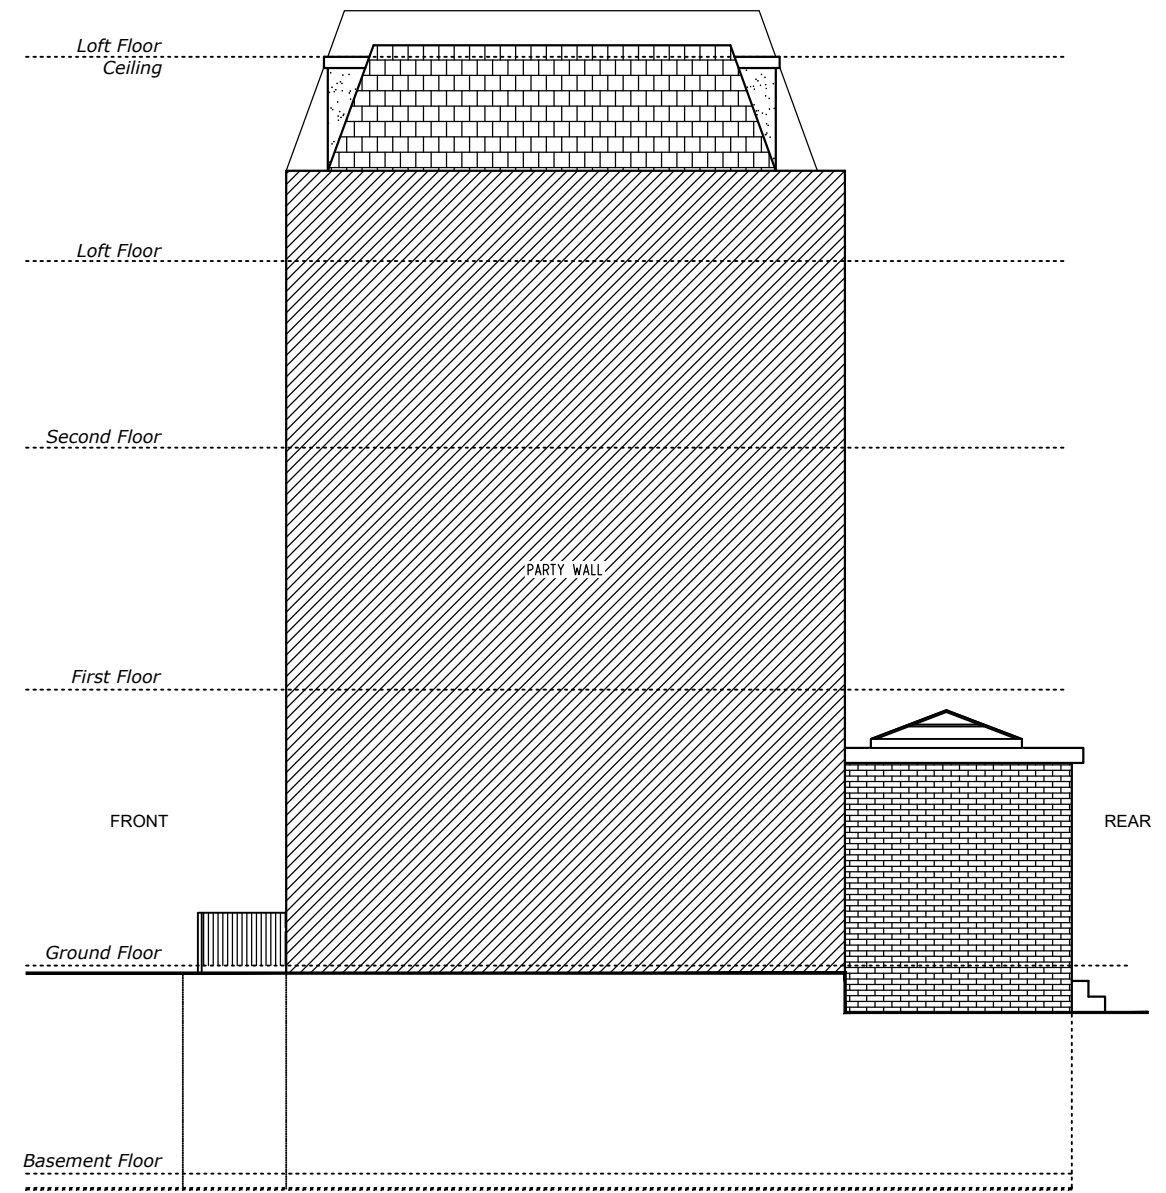 Loft Floor
Ceiling
Loft Floor
Second Floor
PARTY WALL
First Floor
FRONT
REAR
Ground Floor
Basement Floor